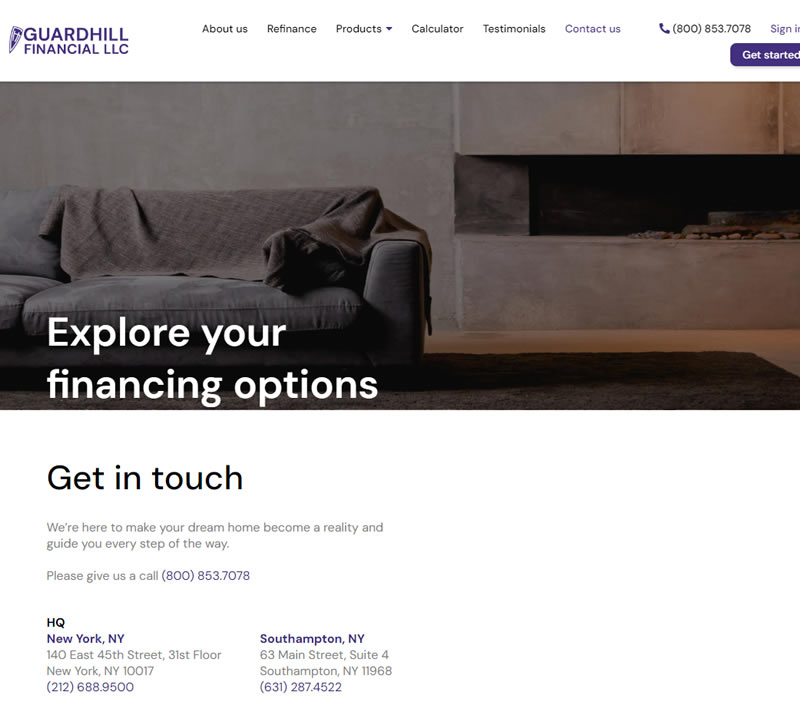 GUARDHILL
FINANCIAL LLC
About us Refinance Products Calculator Testimonials Contact us (800) 853.7078 Sign in
Get started
Explore your
financing options
Get in touch
We're here to make your dream home become a reality and
guide you every step of the way.
Please give us a call (800) 853.7078
HQ
New York, NY
140 East 45th Street, 31st Floor
New York, NY 10017
(212) 688.9500
Southampton, NY
63 Main Street, Suite 4
Southampton, NY 11968
(631) 287.4522